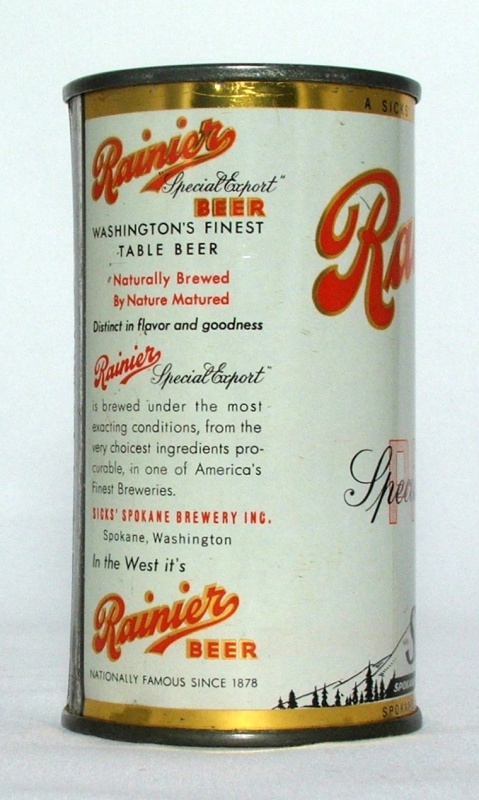 Rainier
"Special Export"
BEER
WASHINGTON'S FINEST
TABLE BEER
Naturally Brewed
By Nature Matured
Distinct in flavor and goodness
Rainier
Special Export"
is brewed under the most
exacting conditions, from the
very choicest ingredients pro-
curable, in one of America's
Finest Breweries.
SICKS' SPOKANE BREWERY INC.
Spokane, Washington
In the West it's
Rainier
BEER
NATIONALLY FAMOUS SINCE 1878
A SICKS
Ra
Spec